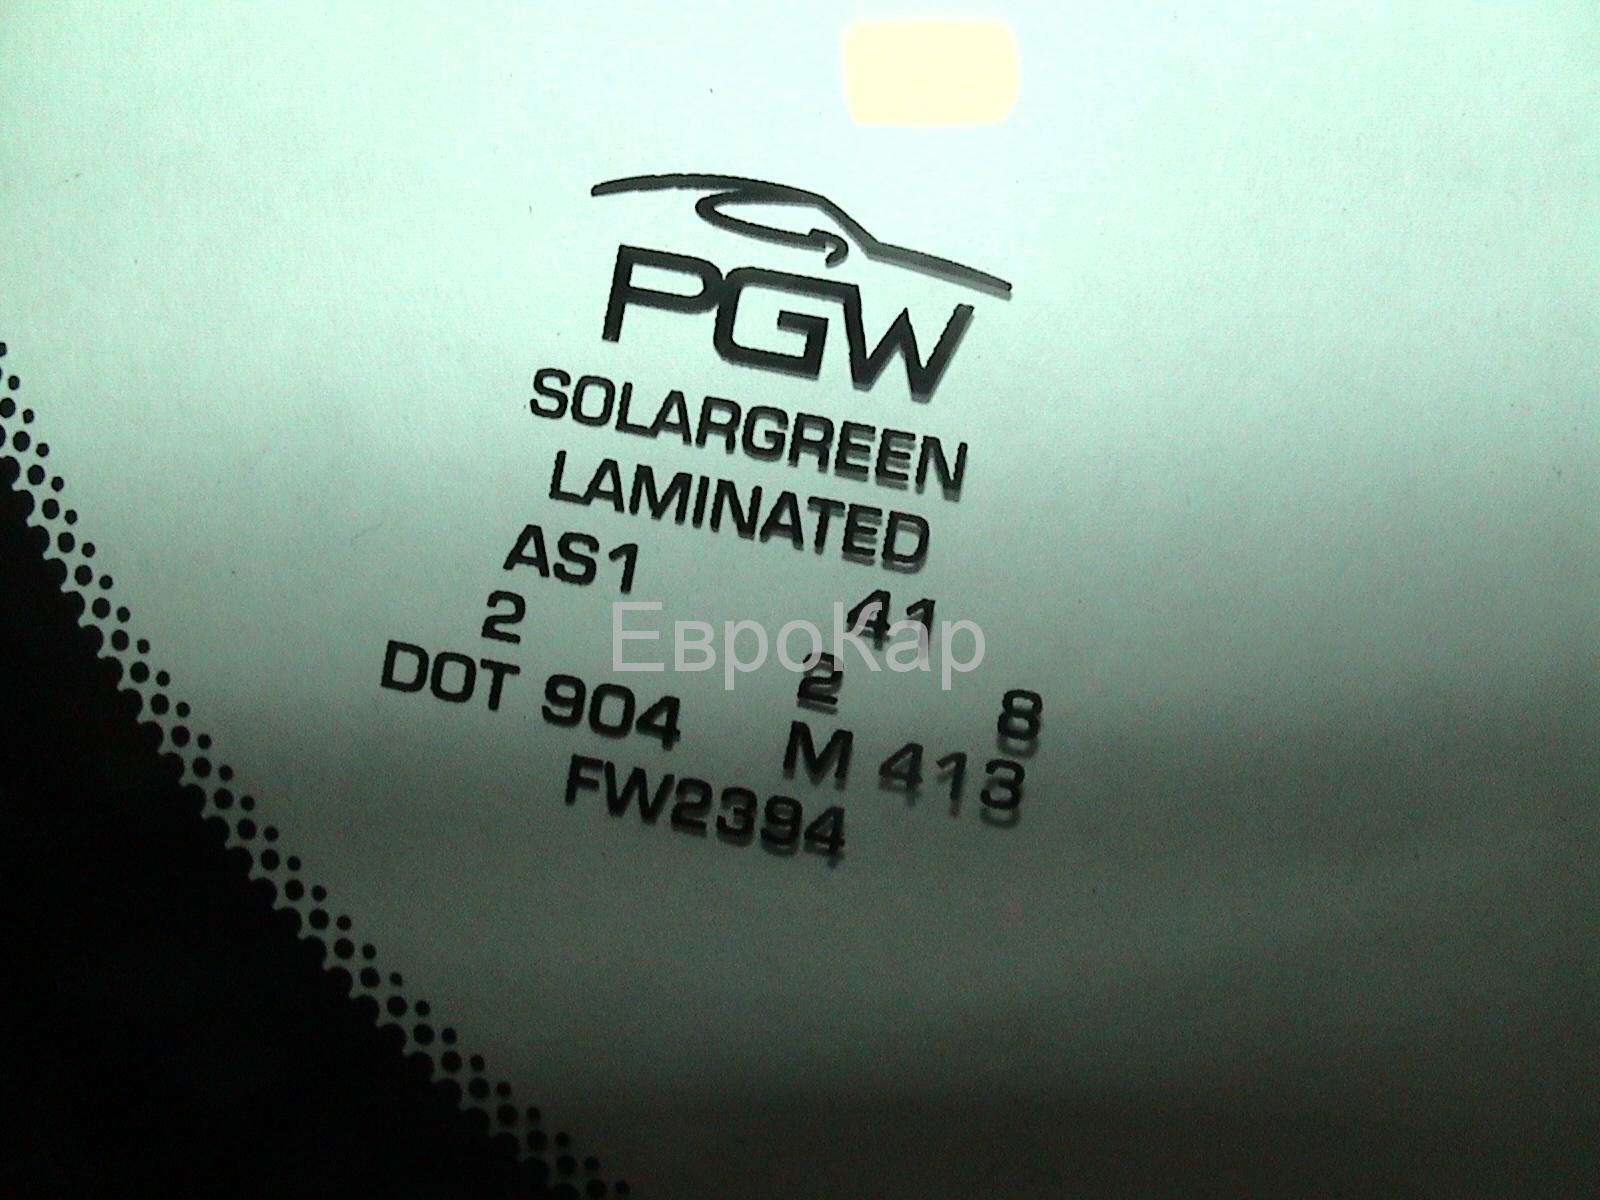 PGW
SOLARGREEN
LAMINATED
AS1 41
2 2 8
DOT 904 M 413
FW2394
ЕвроКар